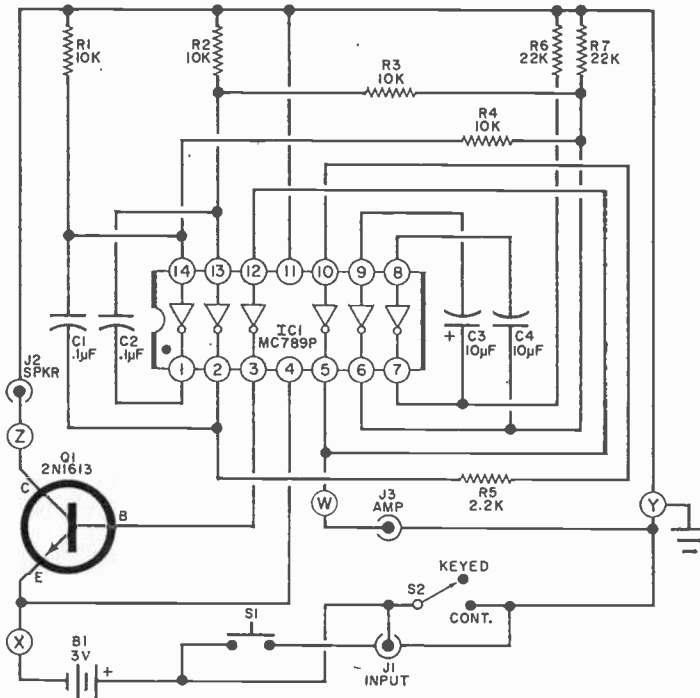 R1
10K
R2
10K
R3
10K
R4
10K
R6
22K
R7
22K
14
13
12
11
10
9
8
IC1
MC789P
1
2
3
4
5
6
7
C1
.1µF
C2
.1µF
+
C3
10µF
C4
10µF
J2
SPKR
Z
Q1
2N1613
C
B
E
W
J3
AMP
R5
2.2K
Y
KEYED
S2
CONT.
S1
J1
INPUT
X
B1
3V
+